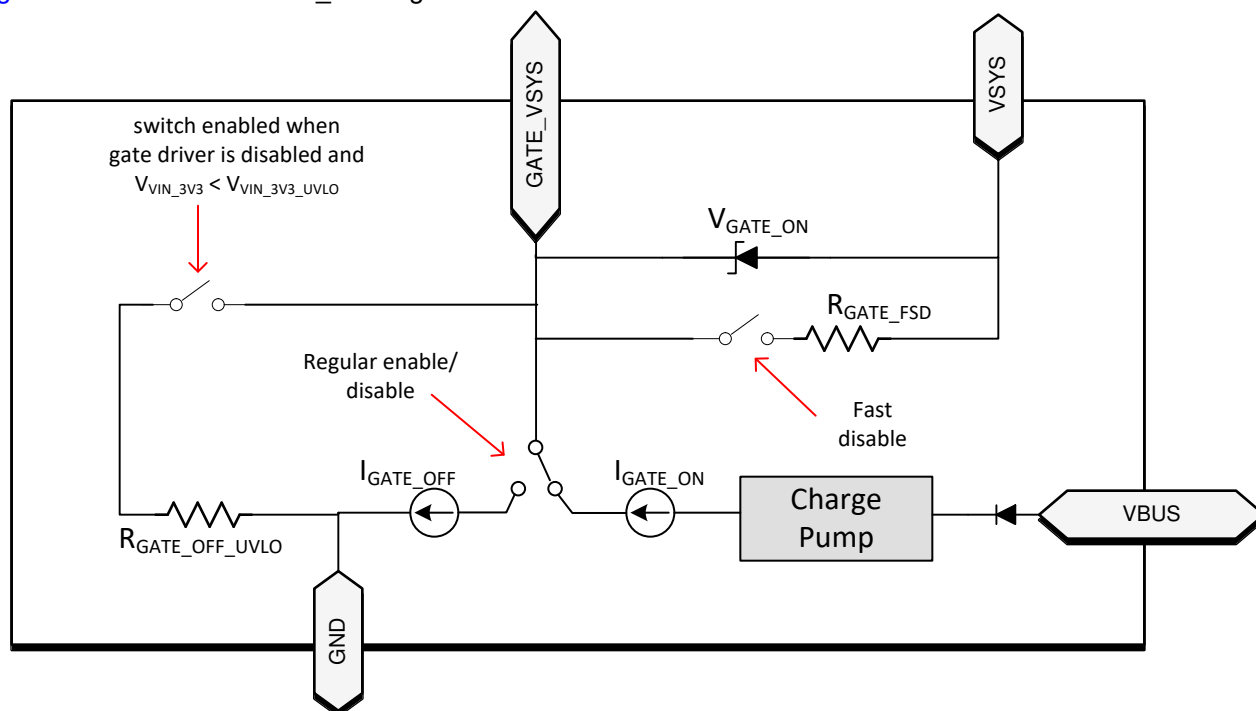 GATE_VSYS
VSYS
switch enabled when
gate driver is disabled and
VVIN_3V3 < VVIN_3V3_UVLO
VGATE_ON
RGATE_FSD
Regular enable/
disable
Fast
disable
IGATE_OFF
IGATE_ON
Charge
Pump
VBUS
RGATE_OFF_UVLO
GND